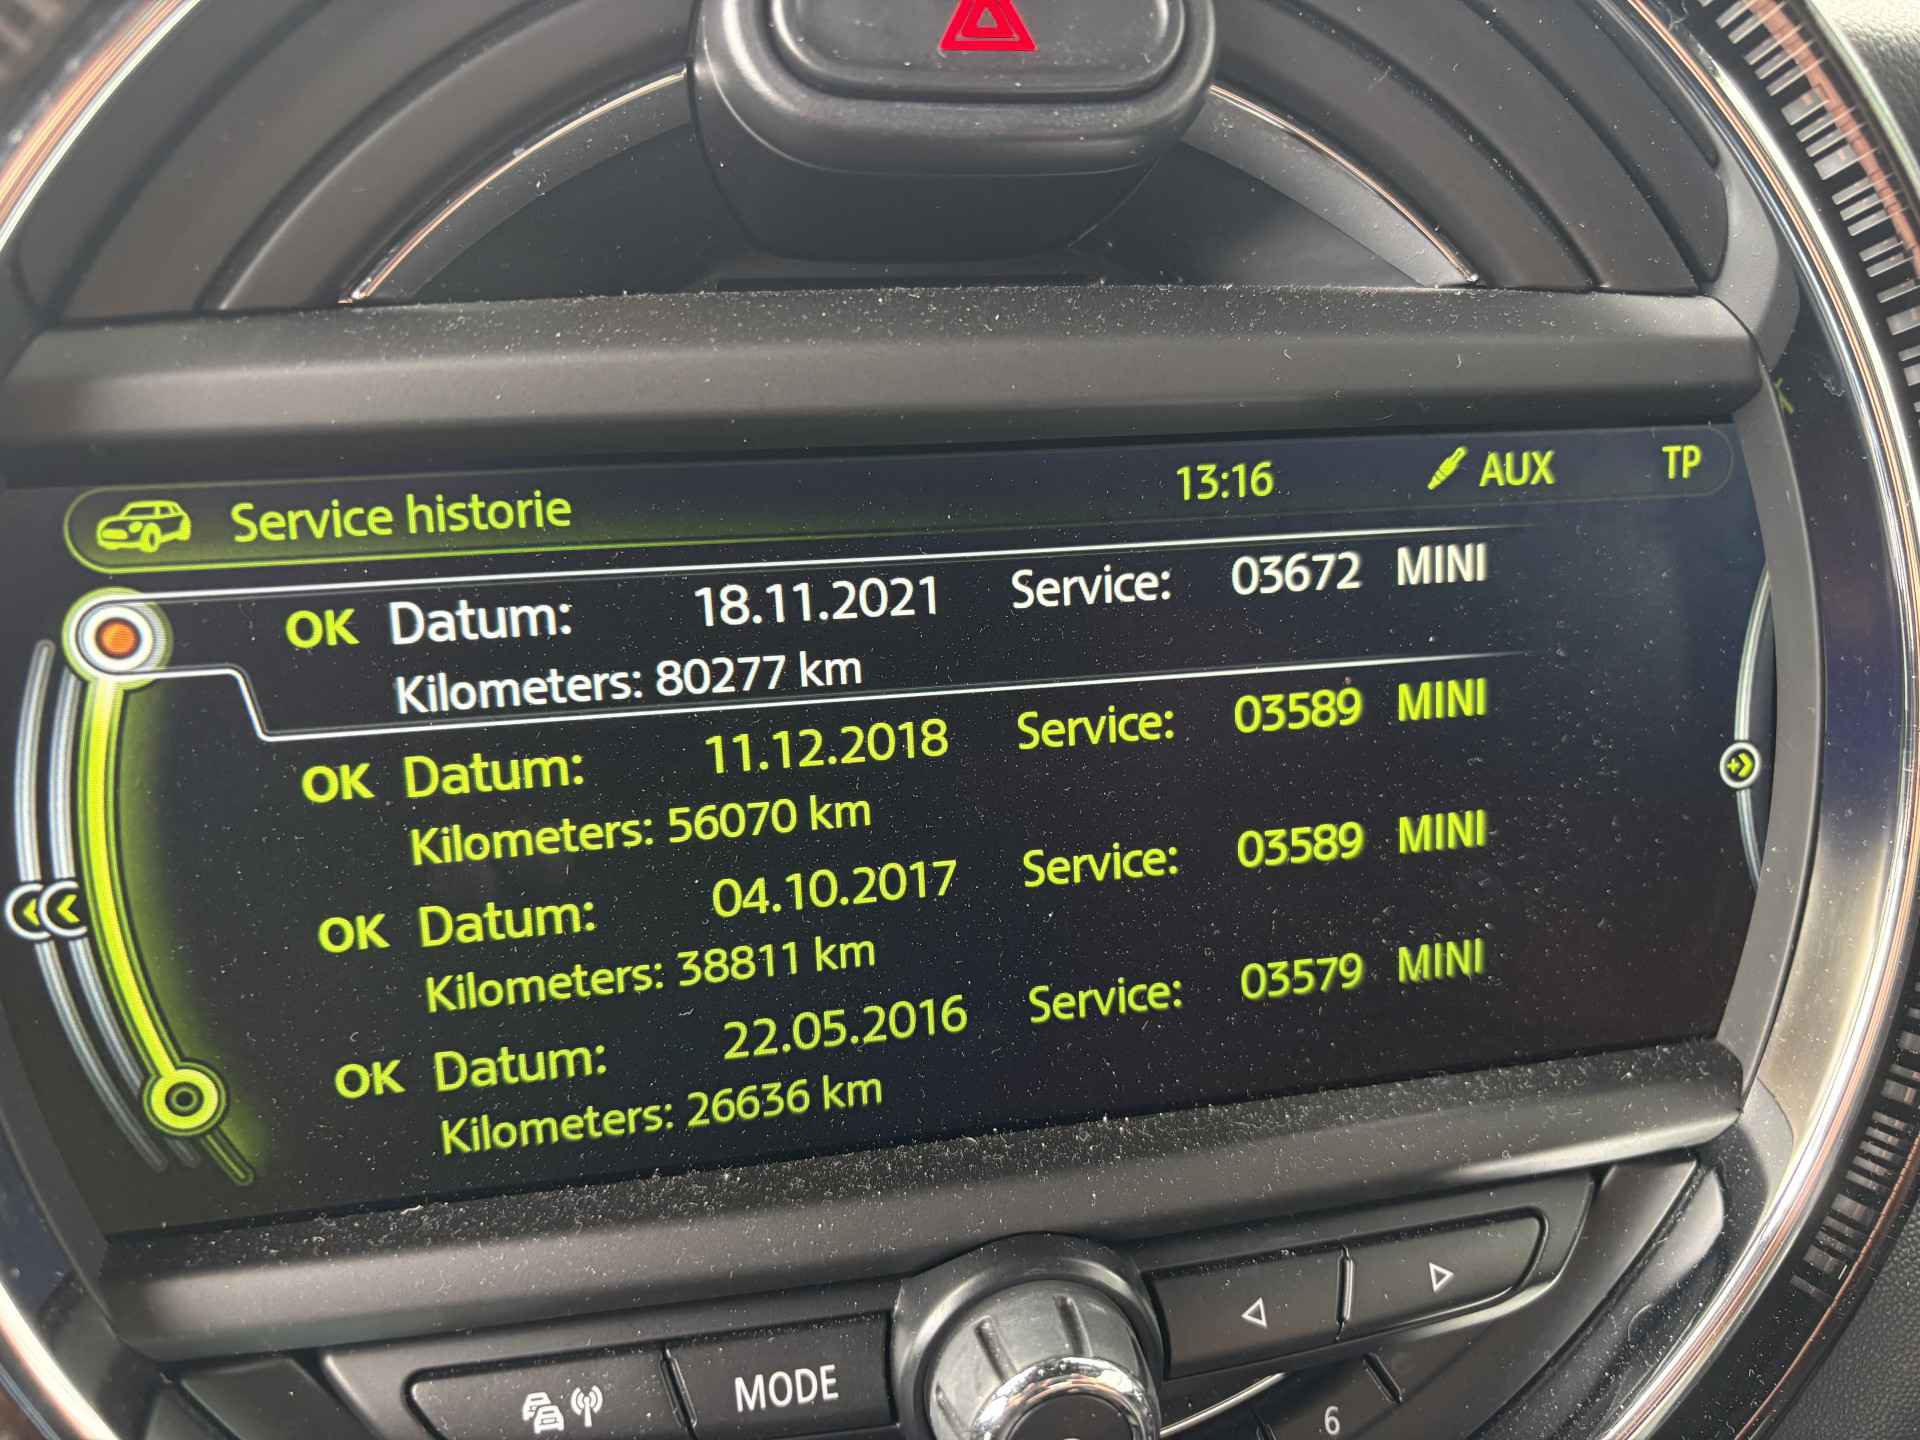 Service historie 13:16 AUX TP
OK Datum: 18.11.2021 Service: 03672 MINI
Kilometers: 80277 km
OK Datum: 11.12.2018 Service: 03589 MINI
Kilometers: 56070 km
OK Datum: 04.10.2017 Service: 03589 MINI
Kilometers: 38811 km
OK Datum: 22.05.2016 Service: 03579 MINI
Kilometers: 26636 km
MODE
6